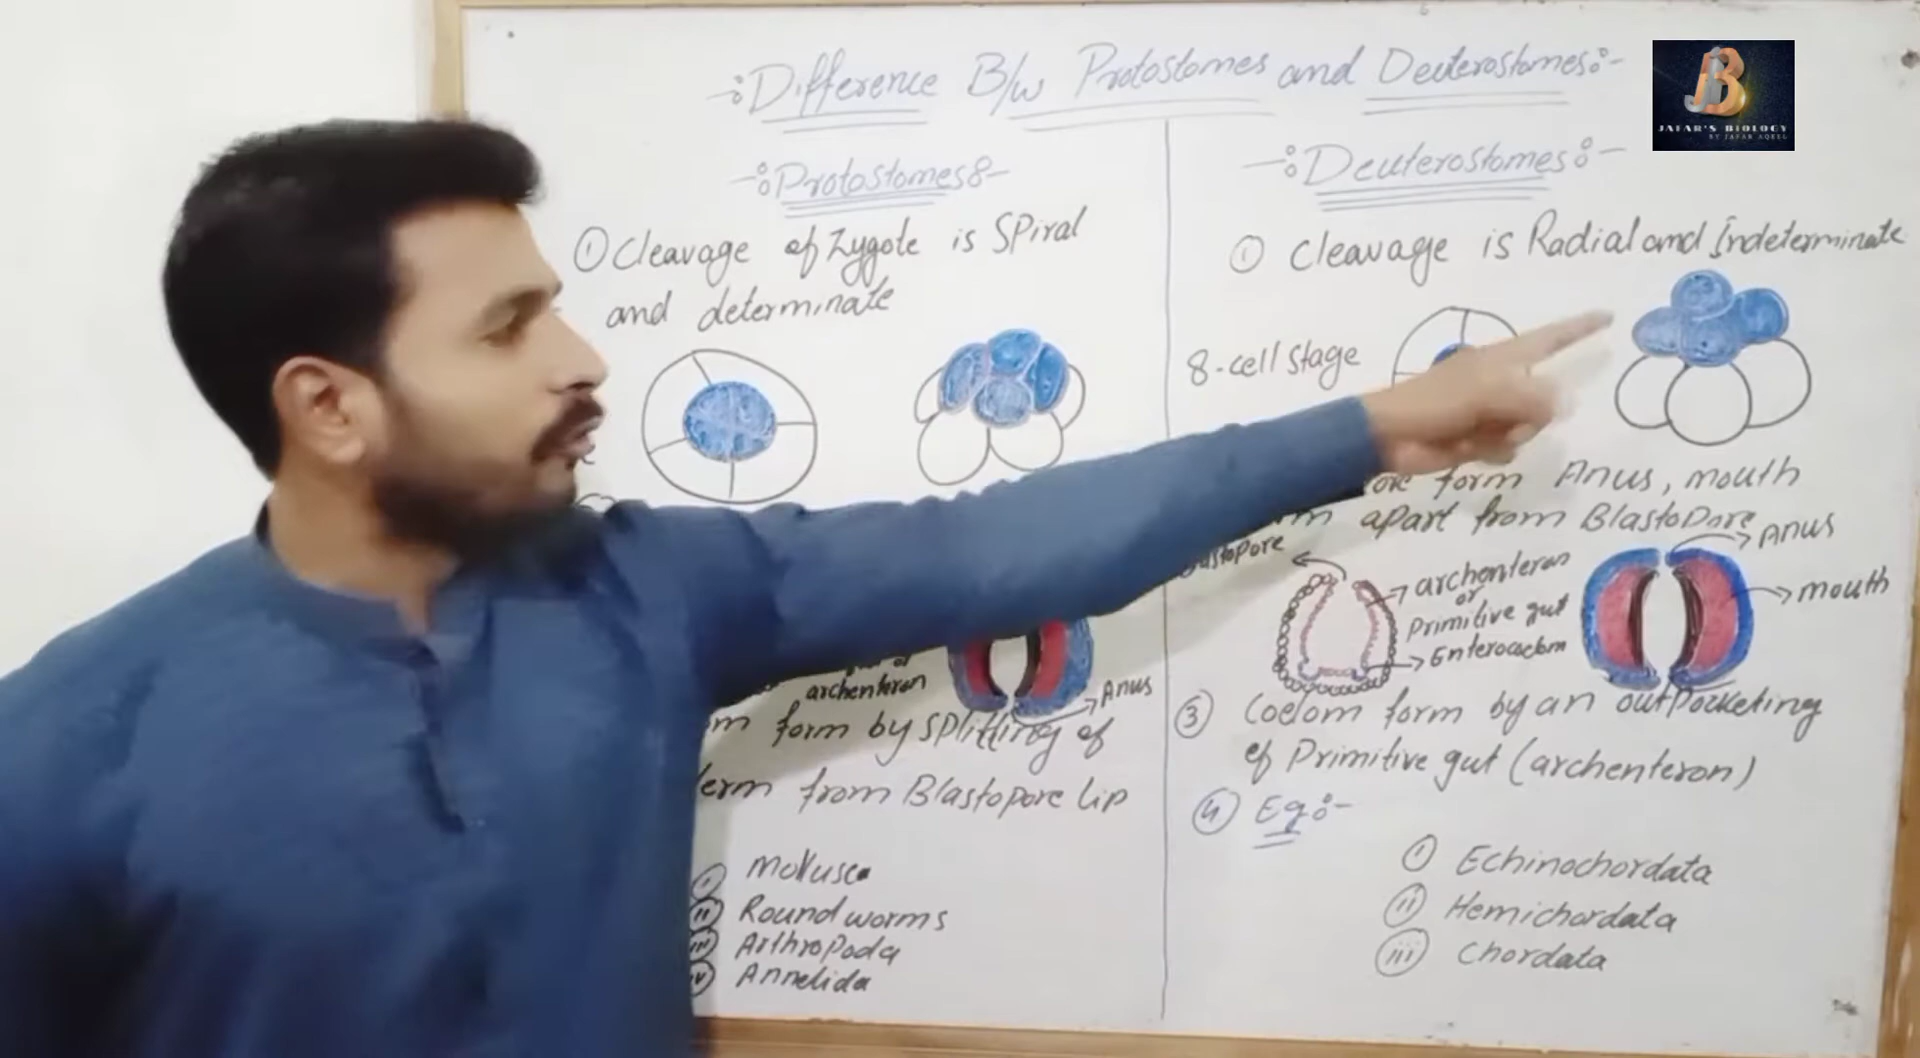 Difference B/w Protostomes and Deuterostomes:-
JAFAR'S BIOLOGY
BY JAFAR AQEEL
Protostomes:-
① Cleavage of Zygote is SPiral
and determinate
archenteron
Anus
form by splitting of
from Blastopore lip
Mollusca
ii Round worms
iii Arthropoda
iv Annelida
Deuterostomes:-
① Cleavage is Radial and Indeterminate
8-cell stage
form Anus, mouth
apart from Blastopore
Anus
archenteron
or
Primitive gut
Enterocoelom
mouth
③ Coelom form by an outpocketing
of Primitive gut (archenteron)
④ Eg:-
i Echinochordata
ii Hemichordata
iii Chordata